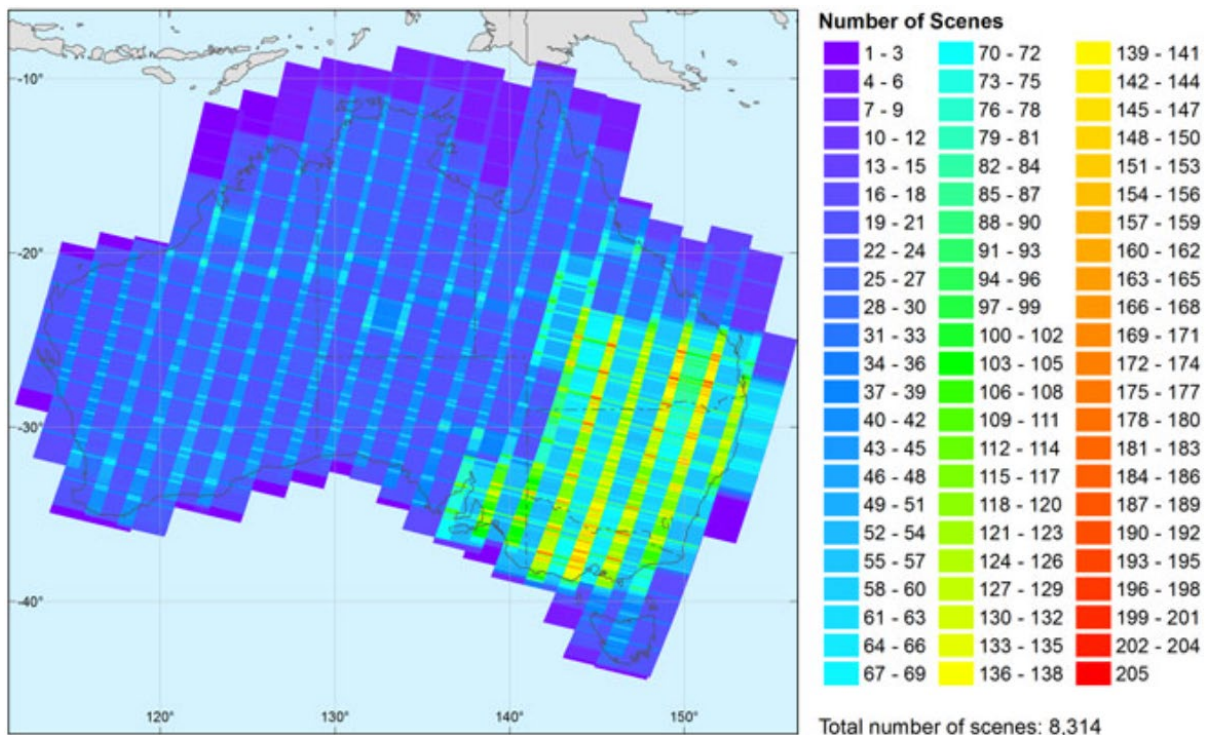 Number of Scenes
1 - 3
4 - 6
7 - 9
10 - 12
13 - 15
16 - 18
19 - 21
22 - 24
25 - 27
28 - 30
31 - 33
34 - 36
37 - 39
40 - 42
43 - 45
46 - 48
49 - 51
52 - 54
55 - 57
58 - 60
61 - 63
64 - 66
67 - 69
70 - 72
73 - 75
76 - 78
79 - 81
82 - 84
85 - 87
88 - 90
91 - 93
94 - 96
97 - 99
100 - 102
103 - 105
106 - 108
109 - 111
112 - 114
115 - 117
118 - 120
121 - 123
124 - 126
127 - 129
130 - 132
133 - 135
136 - 138
139 - 141
142 - 144
145 - 147
148 - 150
151 - 153
154 - 156
157 - 159
160 - 162
163 - 165
166 - 168
169 - 171
172 - 174
175 - 177
178 - 180
181 - 183
184 - 186
187 - 189
190 - 192
193 - 195
196 - 198
199 - 201
202 - 204
205
Total number of scenes: 8,314
-10°
-20°
-30°
-40°
120°
130°
140°
150°